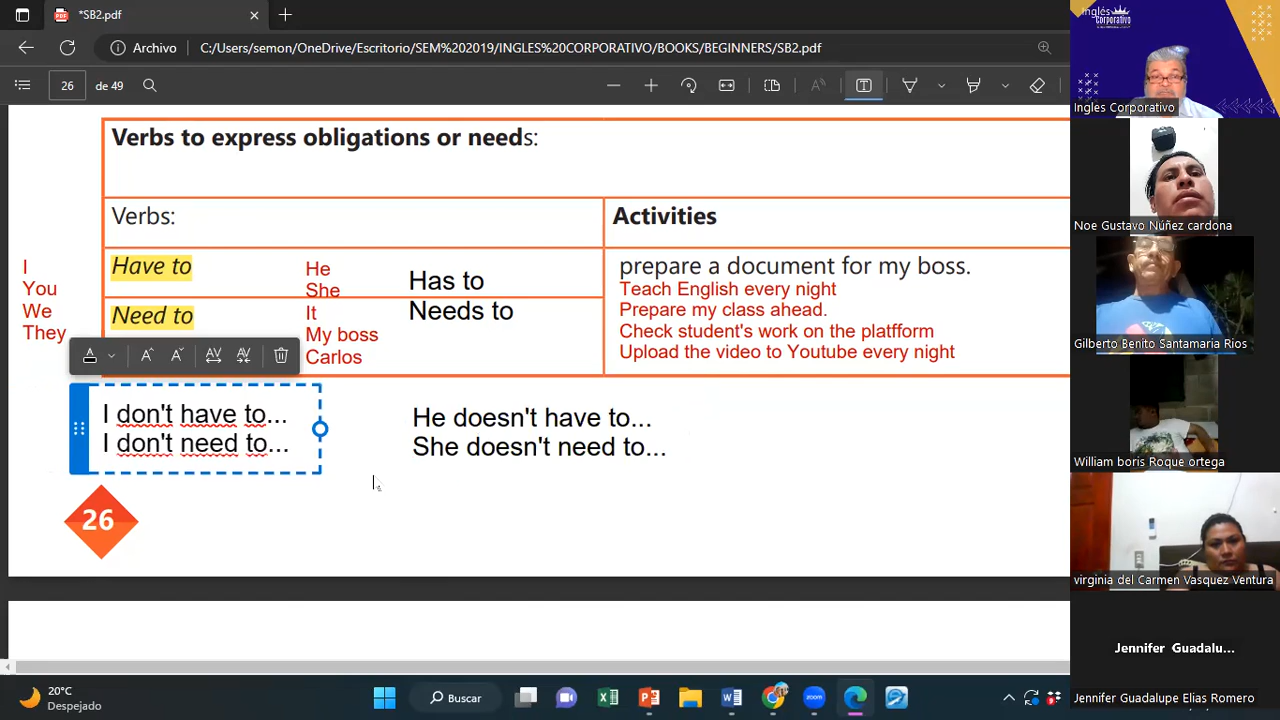 *SB2.pdf
Archivo
C:/Users/semon/OneDrive/Escritorio/SEM%202019/INGLES%20CORPORATIVO/BOOKS/BEGINNERS/SB2.pdf
26 de 49
Verbs to express obligations or needs:
Verbs:
Activities
I
You
We
They
Have to
Need to
He
She
It
My boss
Carlos
Has to
Needs to
prepare a document for my boss.
Teach English every night
Prepare my class ahead.
Check student's work on the platfform
Upload the video to Youtube every night
I don't have to...
I don't need to...
He doesn't have to...
She doesn't need to...
26
20°C
Despejado
Buscar
zoom
Inglés
Corporativo
Ingles Corporativo
Noe Gustavo Núñez cardona
Gilberto Benito Santamaria Rios
William boris Roque ortega
virginia del Carmen Vasquez Ventura
Jennifer Guadalu...
Jennifer Guadalupe Elias Romero